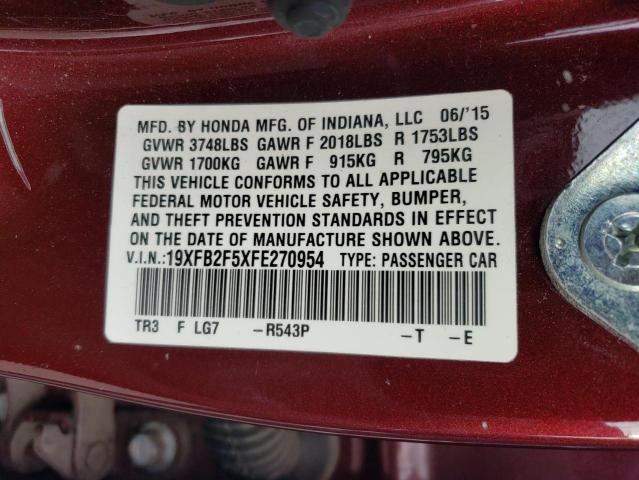 MFD. BY HONDA MFG. OF INDIANA, LLC 06/'15
GVWR 3748LBS GAWR F 2018LBS R 1753LBS
GVWR 1700KG GAWR F 915KG R 795KG
THIS VEHICLE CONFORMS TO ALL APPLICABLE
FEDERAL MOTOR VEHICLE SAFETY, BUMPER,
AND THEFT PREVENTION STANDARDS IN EFFECT
ON THE DATE OF MANUFACTURE SHOWN ABOVE.
V.I.N.:19XFB2F5XFE270954 TYPE: PASSENGER CAR
TR3 F LG7 -R543P -T -E